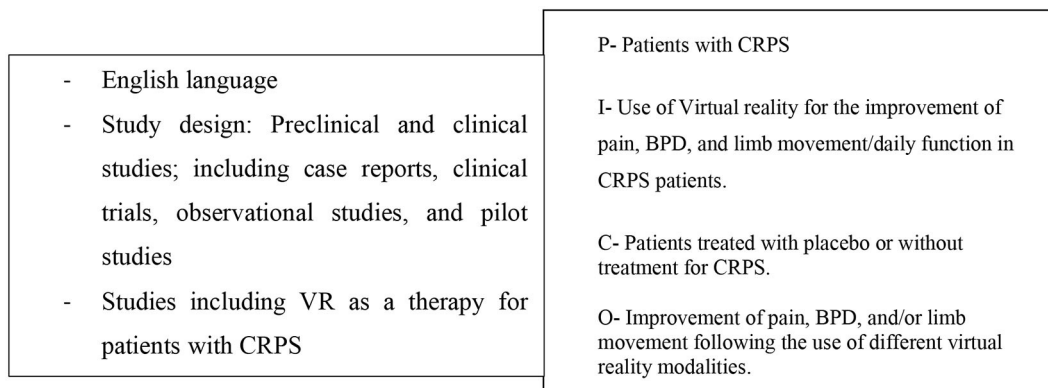 - English language
- Study design: Preclinical and clinical
studies; including case reports, clinical
trials, observational studies, and pilot
studies
- Studies including VR as a therapy for
patients with CRPS
P- Patients with CRPS
I- Use of Virtual reality for the improvement of
pain, BPD, and limb movement/daily function in
CRPS patients.
C- Patients treated with placebo or without
treatment for CRPS.
O- Improvement of pain, BPD, and/or limb
movement following the use of different virtual
reality modalities.